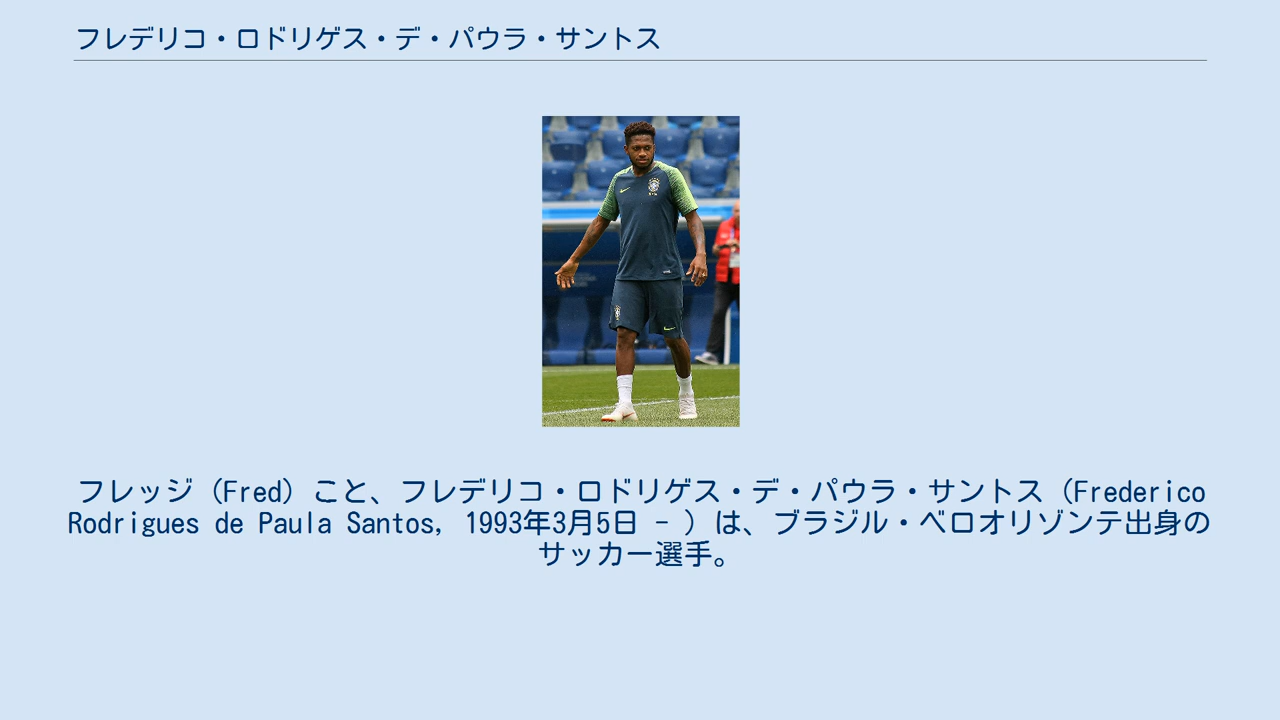 フレデリコ・ロドリゲス・デ・パウラ・サントス
フレッジ（Fred）こと、フレデリコ・ロドリゲス・デ・パウラ・サントス（Frederico
Rodrigues de Paula Santos, 1993年3月5日 - ）は、ブラジル・ベロオリゾンテ出身の
サッカー選手。